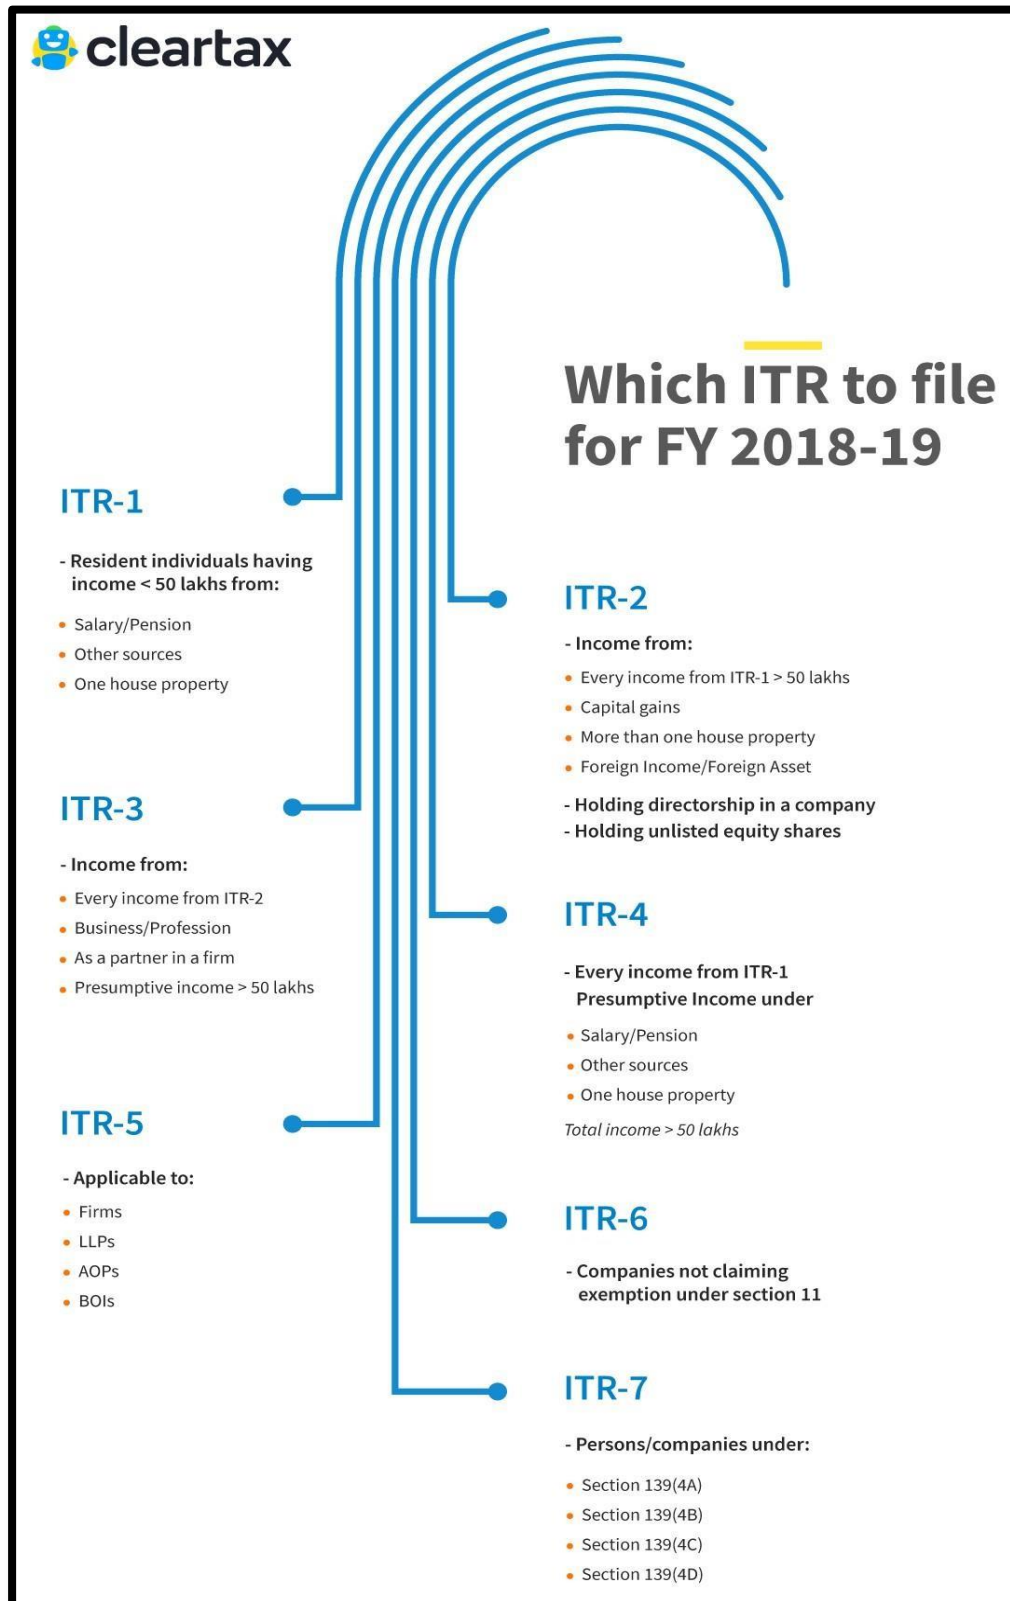 cleartax
Which ITR to file
for FY 2018-19
ITR-1
- Resident individuals having
income < 50 lakhs from:
• Salary/Pension
• Other sources
• One house property
ITR-2
- Income from:
• Every income from ITR-1 > 50 lakhs
• Capital gains
• More than one house property
• Foreign Income/Foreign Asset
- Holding directorship in a company
- Holding unlisted equity shares
ITR-3
- Income from:
• Every income from ITR-2
• Business/Profession
• As a partner in a firm
• Presumptive income > 50 lakhs
ITR-4
- Every income from ITR-1
Presumptive Income under
• Salary/Pension
• Other sources
• One house property
Total income > 50 lakhs
ITR-5
- Applicable to:
• Firms
• LLPs
• AOPs
• BOIs
ITR-6
- Companies not claiming
exemption under section 11
ITR-7
- Persons/companies under:
• Section 139(4A)
• Section 139(4B)
• Section 139(4C)
• Section 139(4D)